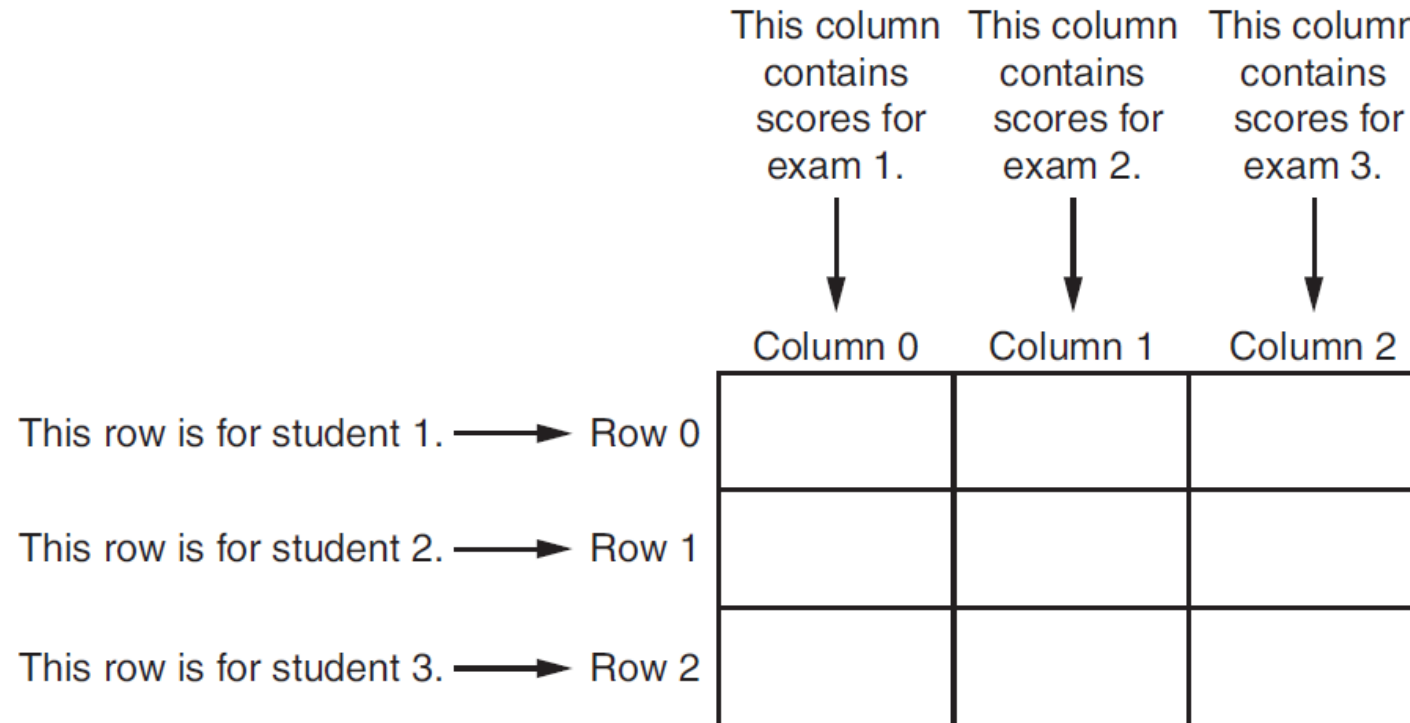 This column This column This column
contains contains contains
scores for scores for scores for
exam 1. exam 2. exam 3.
Column 0 Column 1 Column 2
This row is for student 1. Row 0
This row is for student 2. Row 1
This row is for student 3. Row 2